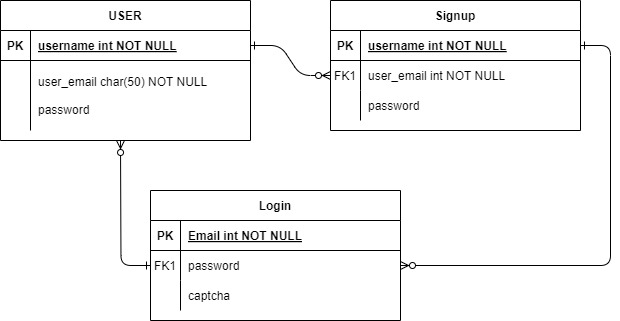 USER
PK username int NOT NULL
user_email char(50) NOT NULL
password
Signup
PK username int NOT NULL
FK1 user_email int NOT NULL
password
Login
PK Email int NOT NULL
FK1 password
captcha